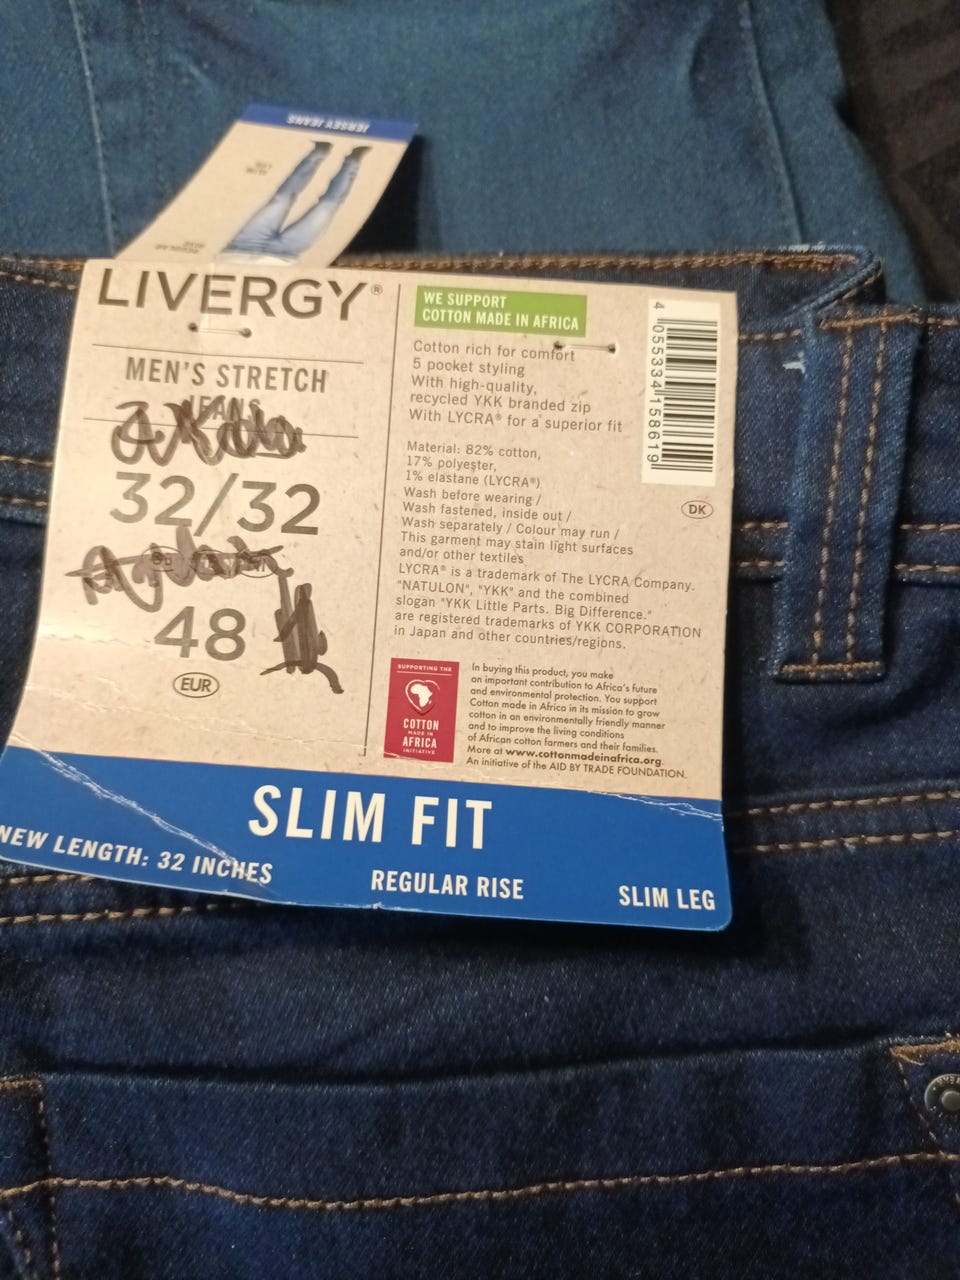 JERSEY JEANS
LIVERGY®
MEN'S STRETCH
JEANS
32/32
48
EUR
NEW LENGTH: 32 INCHES
WE SUPPORT
COTTON MADE IN AFRICA
Cotton rich for comfort
5 pocket styling
With high-quality,
recycled YKK branded zip
With LYCRA® for a superior fit
Material: 82% cotton,
17% polyester,
1% elastane (LYCRA®)
Wash before wearing /
Wash fastened, inside out /
Wash separately / Colour may run /
This garment may stain light surfaces
and/or other textiles
LYCRA® is a trademark of The LYCRA Company.
"NATULON", "YKK" and the combined
slogan "YKK Little Parts. Big Difference."
are registered trademarks of YKK CORPORATION
in Japan and other countries/regions.
4 055334 158619
DK
SUPPORTING THE
COTTON
MADE IN
AFRICA
INITIATIVE
In buying this product, you make
an important contribution to Africa's future
and environmental protection. You support
Cotton made in Africa in its mission to grow
cotton in an environmentally friendly manner
and to improve the living conditions
of African cotton farmers and their families.
More at www.cottonmadeinafrica.org.
An initiative of the AID BY TRADE FOUNDATION.
SLIM FIT
REGULAR RISE
SLIM LEG